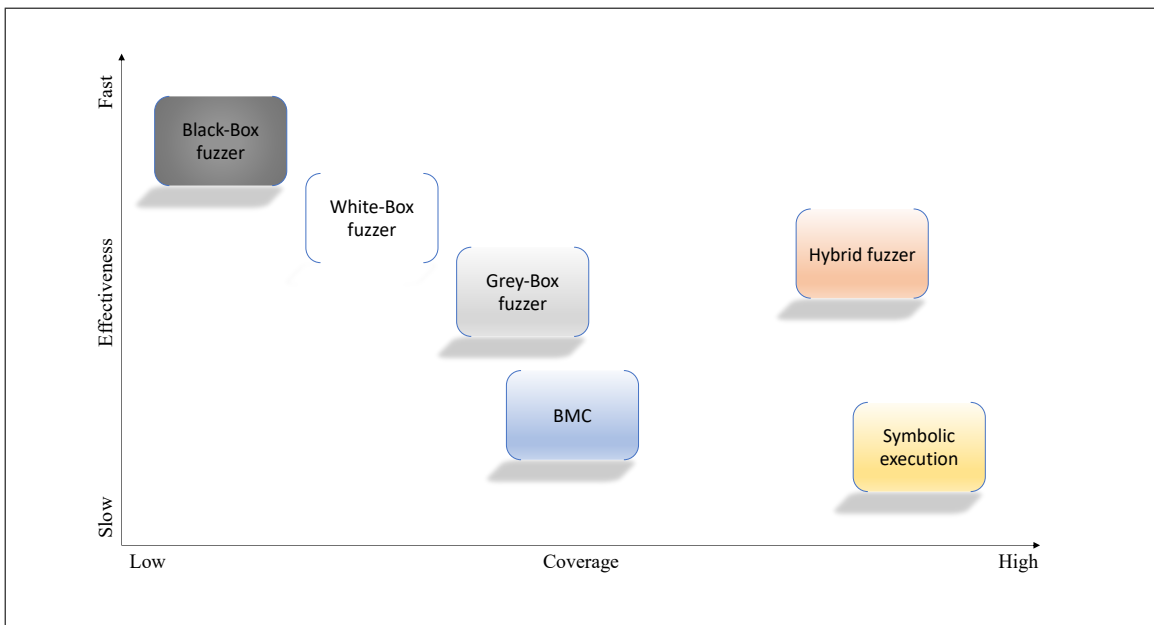 Fast
Black-Box
fuzzer
White-Box
fuzzer
Hybrid fuzzer
Effectiveness
Grey-Box
fuzzer
BMC
Symbolic
execution
Slow
Low
Coverage
High